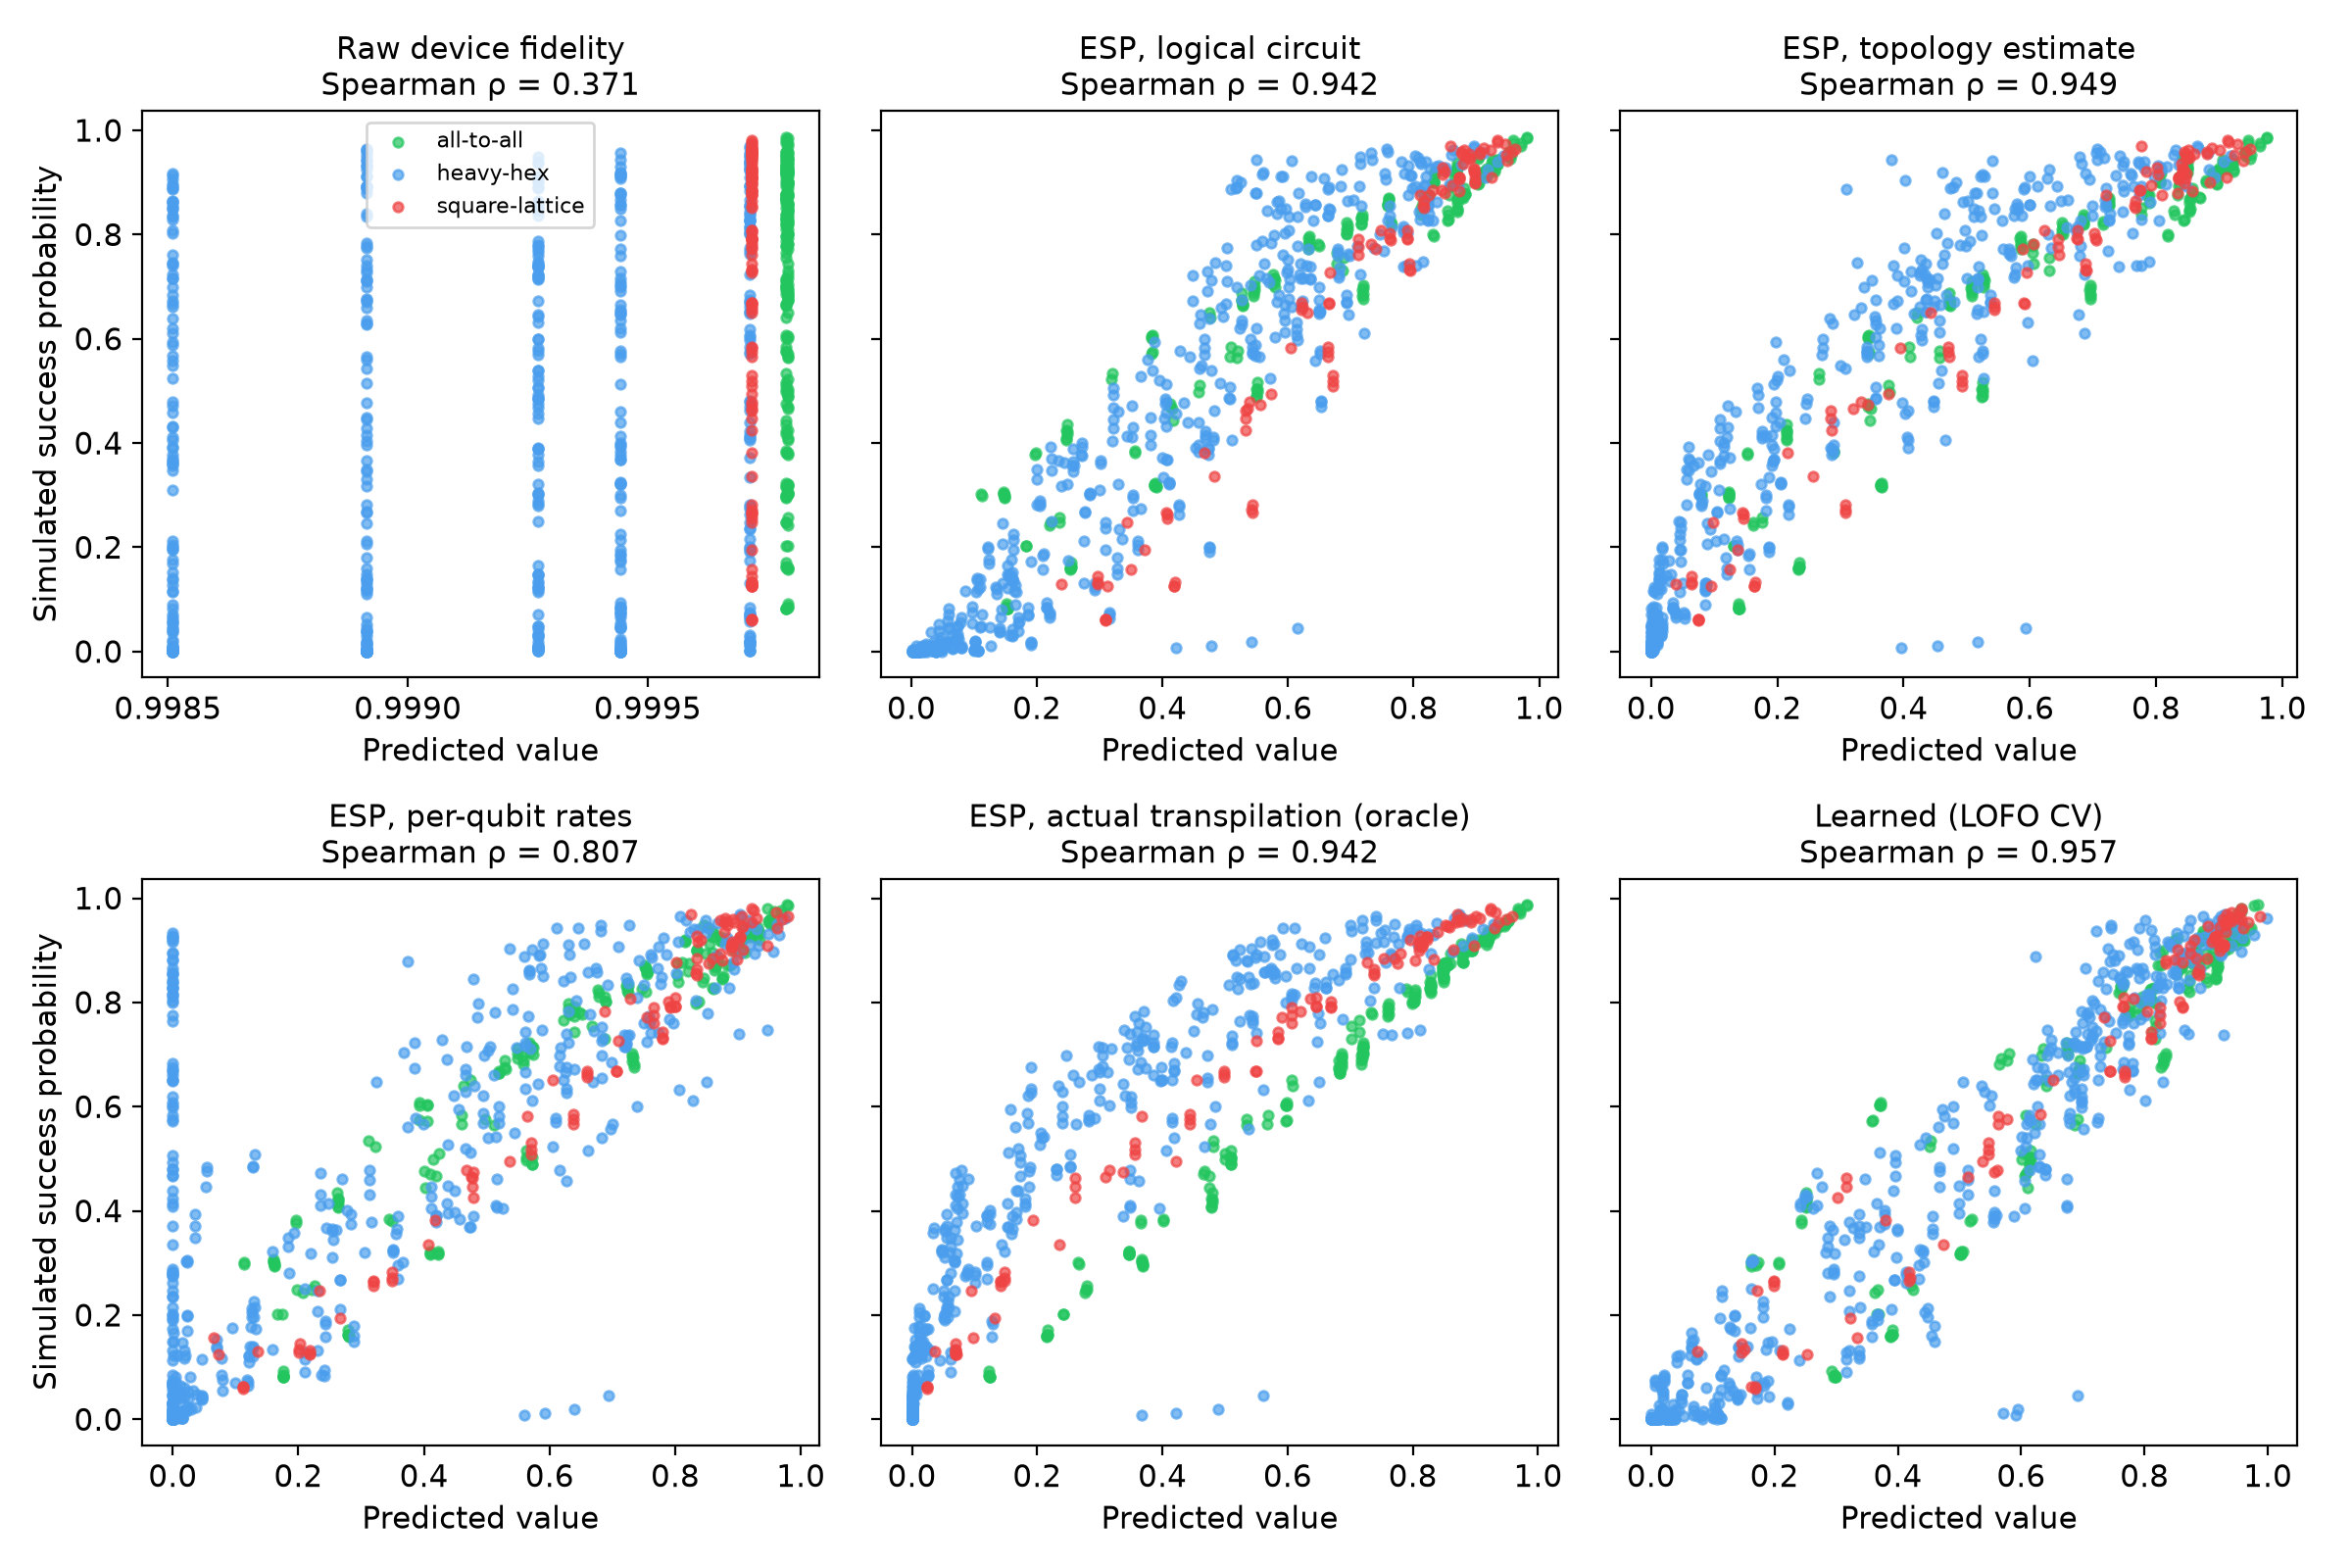 Raw device fidelity
Spearman ρ = 0.371
ESP, logical circuit
Spearman ρ = 0.942
ESP, topology estimate
Spearman ρ = 0.949
all-to-all
heavy-hex
square-lattice
Simulated success probability
1.0
0.8
0.6
0.4
0.2
0.0
0.9985 0.9990 0.9995
0.0 0.2 0.4 0.6 0.8 1.0
0.0 0.2 0.4 0.6 0.8 1.0
Predicted value
Predicted value
Predicted value
ESP, per-qubit rates
Spearman ρ = 0.807
ESP, actual transpilation (oracle)
Spearman ρ = 0.942
Learned (LOFO CV)
Spearman ρ = 0.957
Simulated success probability
1.0
0.8
0.6
0.4
0.2
0.0
0.0 0.2 0.4 0.6 0.8 1.0
0.0 0.2 0.4 0.6 0.8 1.0
0.0 0.2 0.4 0.6 0.8 1.0
Predicted value
Predicted value
Predicted value